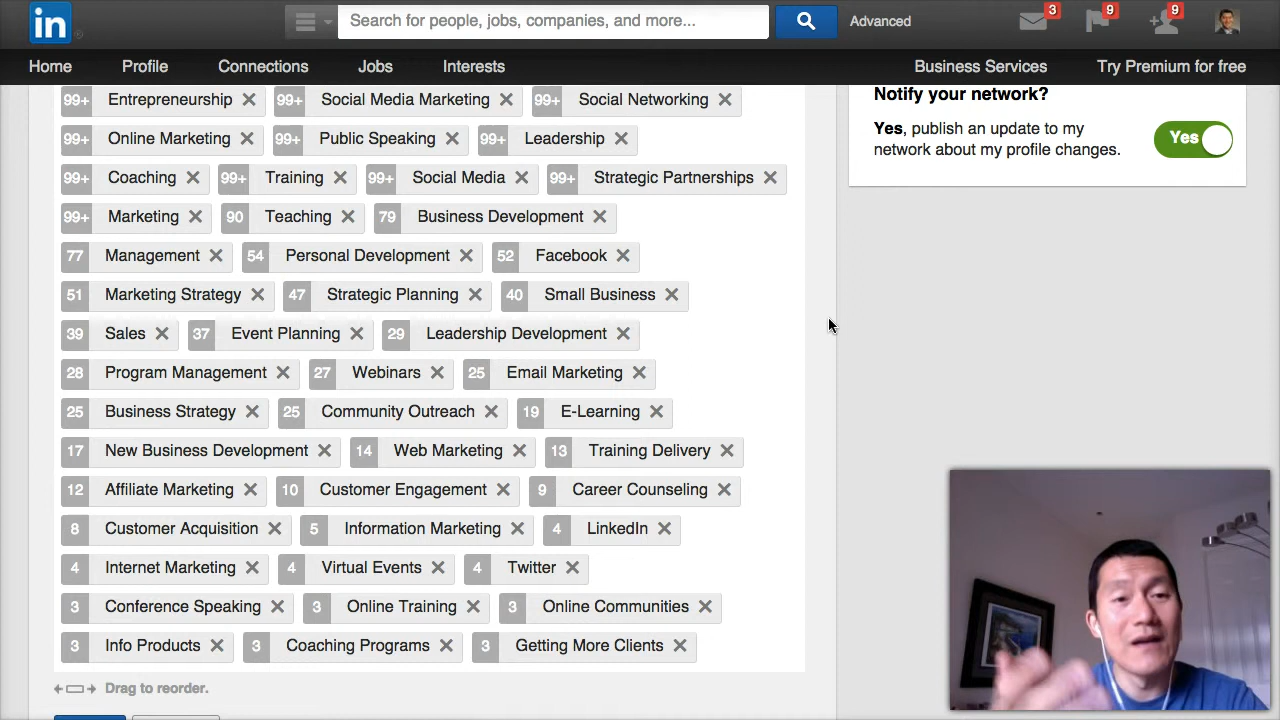 in
Search for people, jobs, companies, and more...
Advanced
3
9
9
Home Profile Connections Jobs Interests Business Services Try Premium for free
99+ Entrepreneurship 99+ Social Media Marketing 99+ Social Networking
99+ Online Marketing 99+ Public Speaking 99+ Leadership
99+ Coaching 99+ Training 99+ Social Media 99+ Strategic Partnerships
99+ Marketing 90 Teaching 79 Business Development
77 Management 54 Personal Development 52 Facebook
51 Marketing Strategy 47 Strategic Planning 40 Small Business
39 Sales 37 Event Planning 29 Leadership Development
28 Program Management 27 Webinars 25 Email Marketing
25 Business Strategy 25 Community Outreach 19 E-Learning
17 New Business Development 14 Web Marketing 13 Training Delivery
12 Affiliate Marketing 10 Customer Engagement 9 Career Counseling
8 Customer Acquisition 5 Information Marketing 4 LinkedIn
4 Internet Marketing 4 Virtual Events 4 Twitter
3 Conference Speaking 3 Online Training 3 Online Communities
3 Info Products 3 Coaching Programs 3 Getting More Clients
Drag to reorder.
Notify your network?
Yes, publish an update to my
network about my profile changes.
Yes